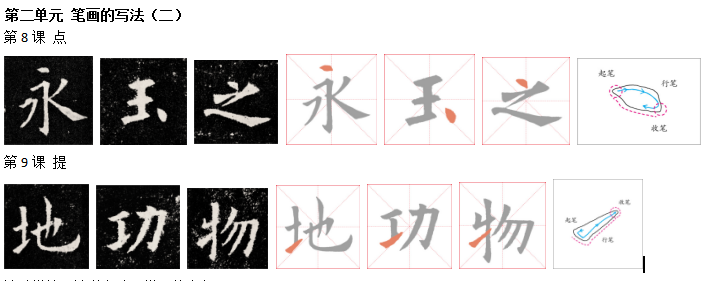 第二单元 笔画的写法（二）
第 8 课 点
永 玉 之 永 玉 之 起笔 行笔 收笔
第 9 课 提
地 功 物 地 功 物 起笔 行笔 收笔